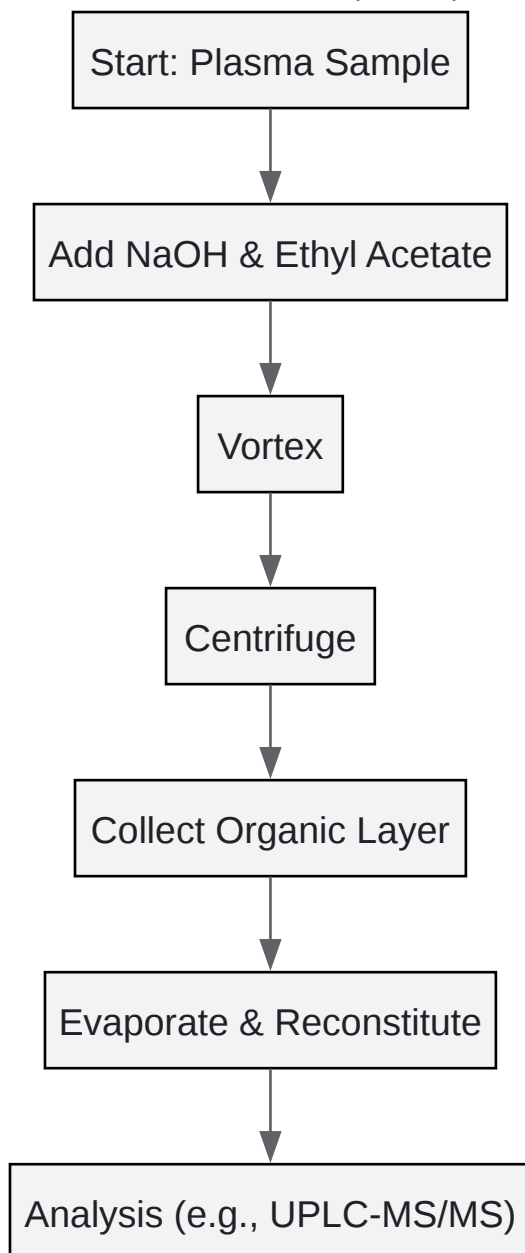 Start: Plasma Sample
Add NaOH & Ethyl Acetate
Vortex
Centrifuge
Collect Organic Layer
Evaporate & Reconstitute
Analysis (e.g., UPLC-MS/MS)